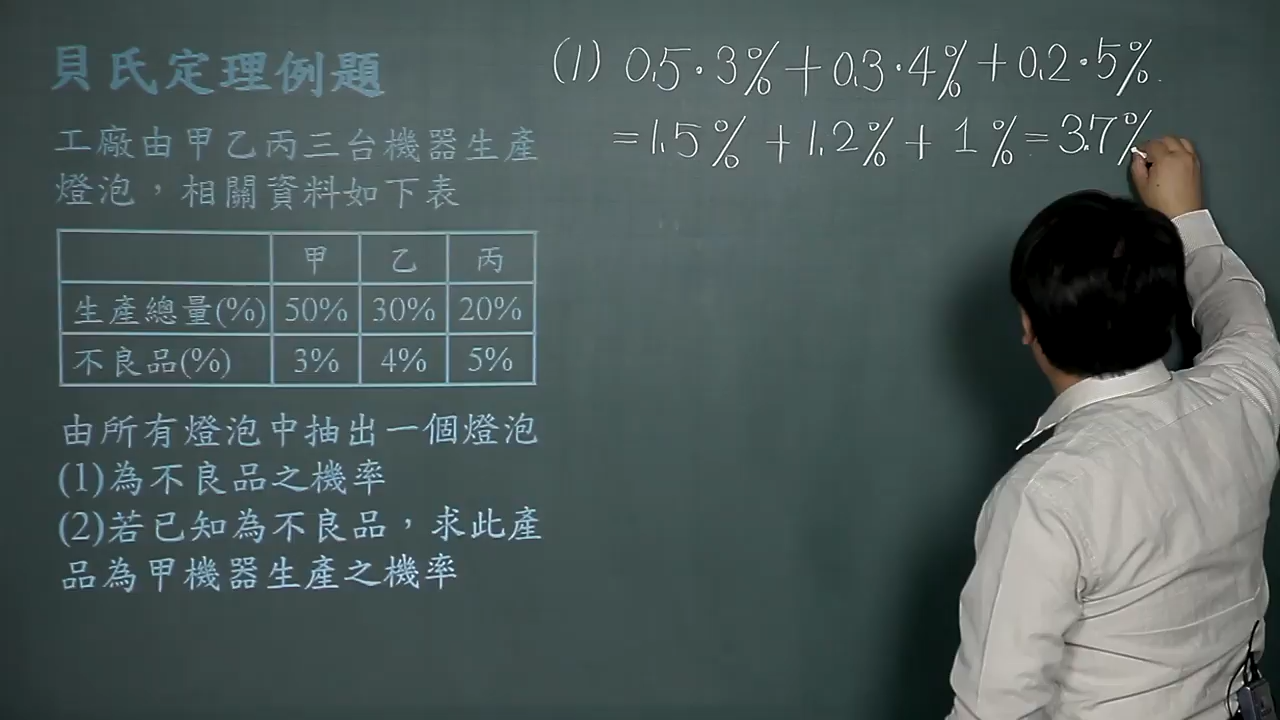 貝氏定理例題
工廠由甲乙丙三台機器生產
燈泡，相關資料如下表
甲 乙 丙
生產總量(%) 50% 30% 20%
不良品(%) 3% 4% 5%
由所有燈泡中抽出一個燈泡
(1)為不良品之機率
(2)若已知為不良品，求此產
品為甲機器生產之機率
(1) 0.5·3%+0.3·4%+0.2·5%
=1.5%+1.2%+1%=3.7%